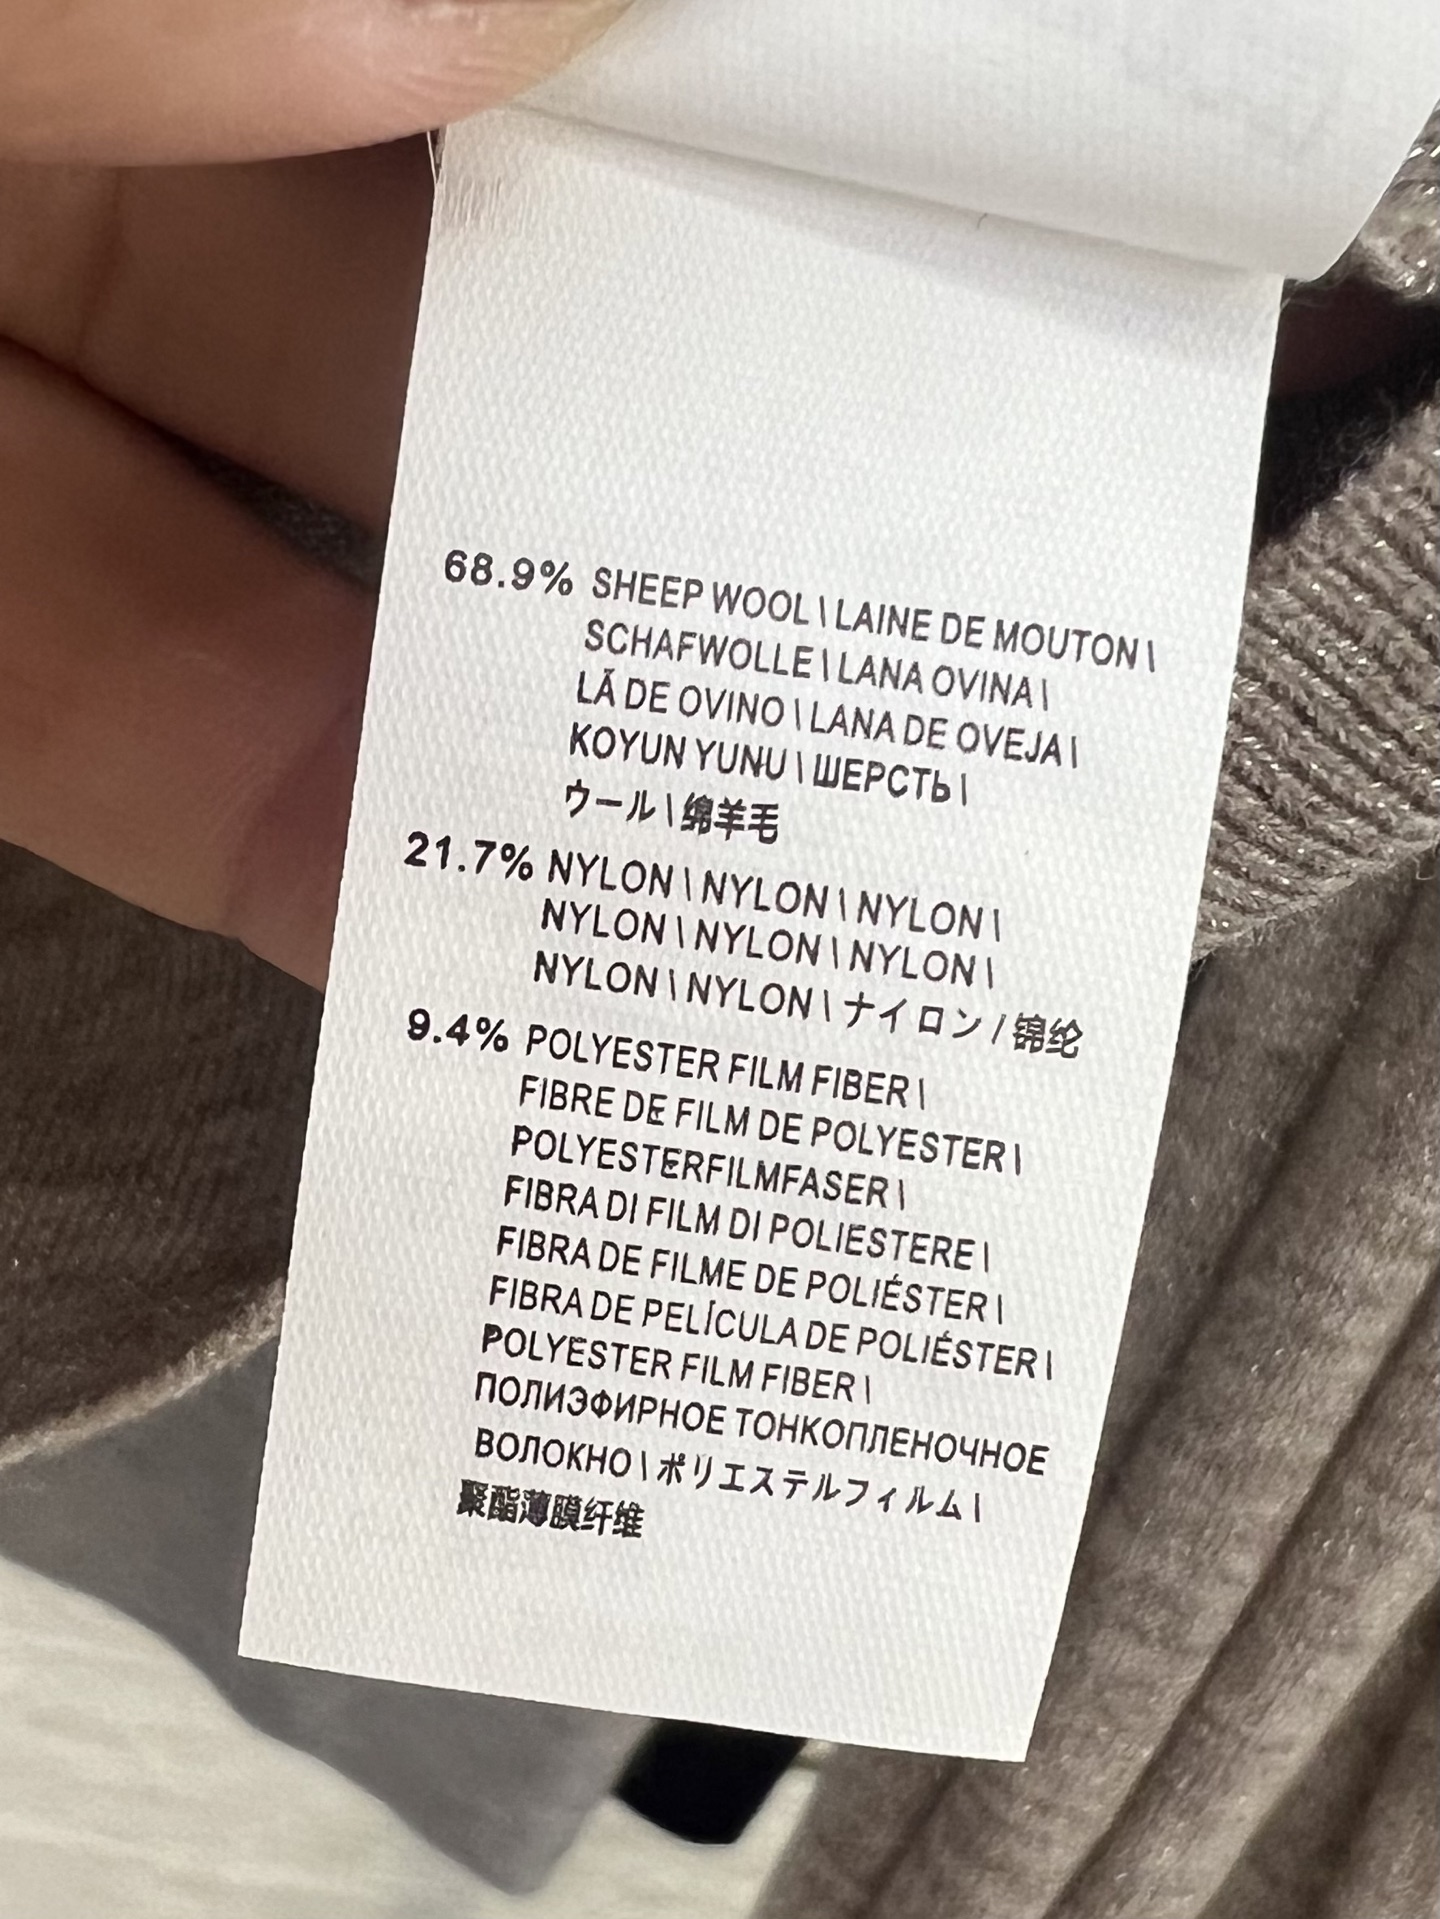 68.9% SHEEP WOOL \ LAINE DE MOUTON \
SCHAFWOLLE \ LANA OVINA \
LÃ DE OVINO \ LANA DE OVEJA \
KOYUN YUNU \ ШЕРСТЬ \
ウール \ 绵羊毛
21.7% NYLON \ NYLON \ NYLON \
NYLON \ NYLON \ NYLON \
NYLON \ NYLON \ ナイロン / 锦纶
9.4% POLYESTER FILM FIBER \
FIBRE DE FILM DE POLYESTER \
POLYESTERFILMFASER \
FIBRA DI FILM DI POLIESTERE \
FIBRA DE FILME DE POLIÉSTER \
FIBRA DE PELÍCULA DE POLIÉSTER \
POLYESTER FILM FIBER \
ПОЛИЭФИРНОЕ ТОНКОПЛЕНОЧНОЕ
ВОЛОКНО \ ポリエステルフィルム \
聚酯薄膜纤维